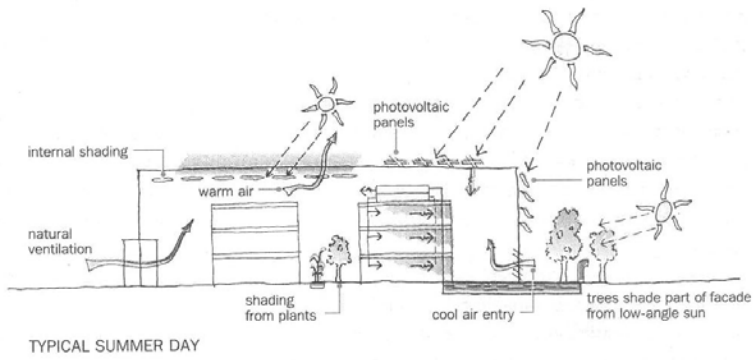 photovoltaic
panels
internal shading
warm air
photovoltaic
panels
natural
ventilation
shading
from plants
cool air entry
trees shade part of facade
from low-angle sun
TYPICAL SUMMER DAY